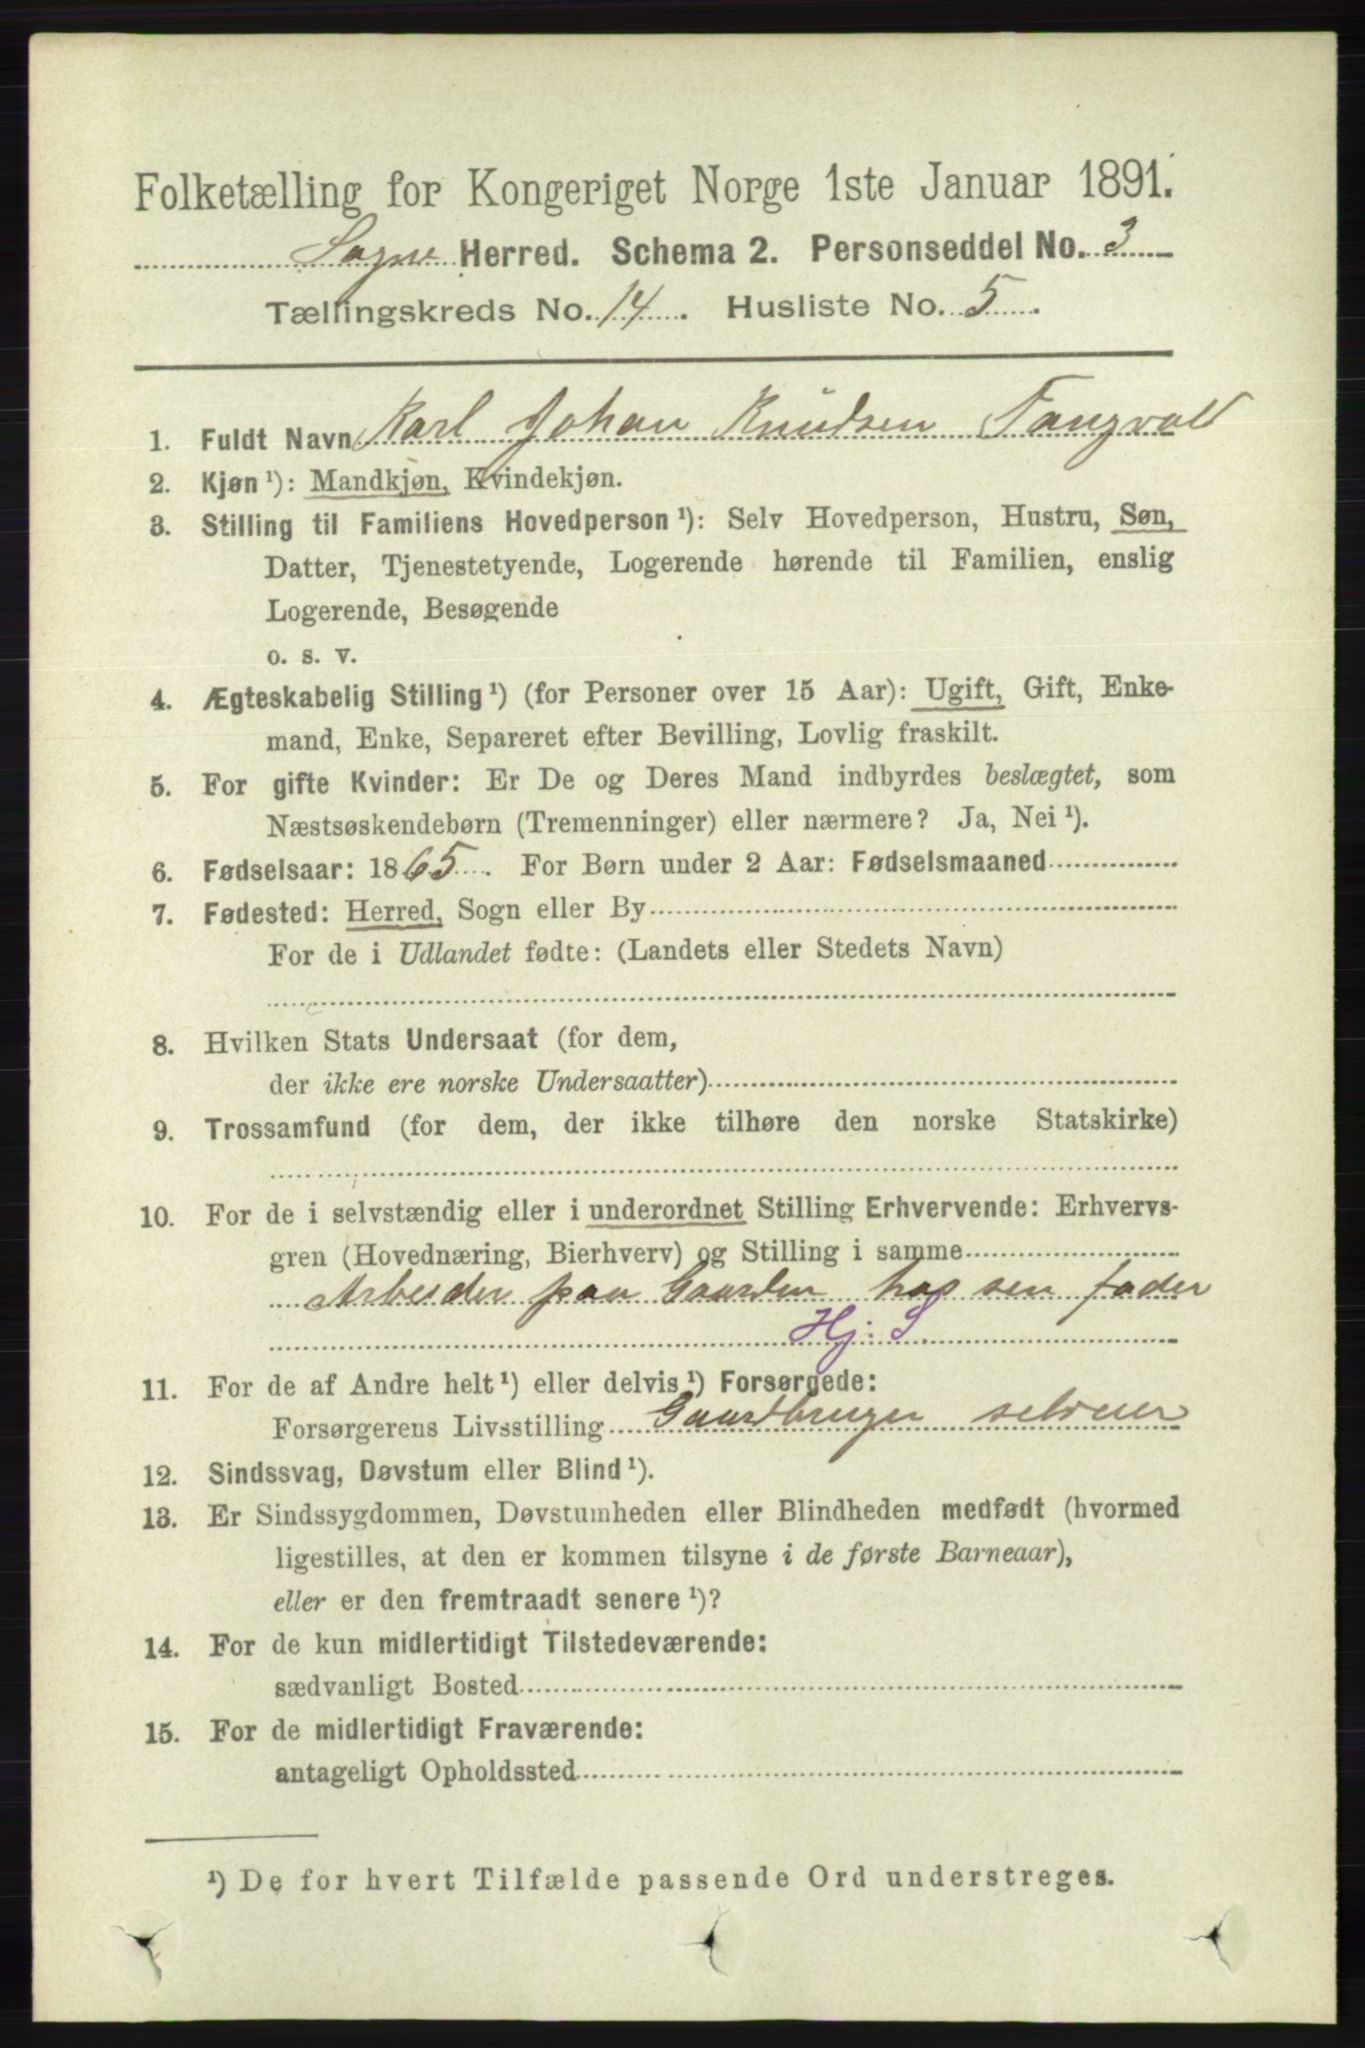 Folketælling for Kongeriget Norge 1ste Januar 1891.
Søgne Herred. Schema 2. Personseddel No. 3
Tællingskreds No. 14. Husliste No. 5.
1. Fuldt Navn Karl Johan Knudsen Tangvald
2. Kjøn ¹): Mandkjøn, Kvindekjøn.
3. Stilling til Familiens Hovedperson ¹): Selv Hovedperson, Hustru, Søn,
Datter, Tjenestetyende, Logerende hørende til Familien, enslig
Logerende, Besøgende
o. s. v.
4. Ægteskabelig Stilling ¹) (for Personer over 15 Aar): Ugift, Gift, Enke-
mand, Enke, Separeret efter Bevilling, Lovlig fraskilt.
5. For gifte Kvinder: Er De og Deres Mand indbyrdes beslægtet, som
Næstsøskendebørn (Tremenninger) eller nærmere? Ja, Nei ¹).
6. Fødselsaar: 1865. For Børn under 2 Aar: Fødselsmaaned
7. Fødested: Herred, Sogn eller By
For de i Udlandet fødte: (Landets eller Stedets Navn)
8. Hvilken Stats Undersaat (for dem,
der ikke ere norske Undersaatter)
9. Trossamfund (for dem, der ikke tilhøre den norske Statskirke)
10. For de i selvstændig eller i underordnet Stilling Erhvervende: Erhvervs-
gren (Hovednæring, Bierhverv) og Stilling i samme
Arbeider paa Gaarden hos sin fader
Hj: S.
11. For de af Andre helt ¹) eller delvis ¹) Forsørgede:
Forsørgerens Livsstilling Gaardbruger selveier
12. Sindssvag, Døvstum eller Blind ¹).
13. Er Sindssygdommen, Døvstumheden eller Blindheden medfødt (hvormed
ligestilles, at den er kommen tilsyne i de første Barneaar),
eller er den fremtraadt senere ¹)?
14. For de kun midlertidigt Tilstedeværende:
sædvanligt Bosted
15. For de midlertidigt Fraværende:
antageligt Opholdssted
¹) De for hvert Tilfælde passende Ord understreges.